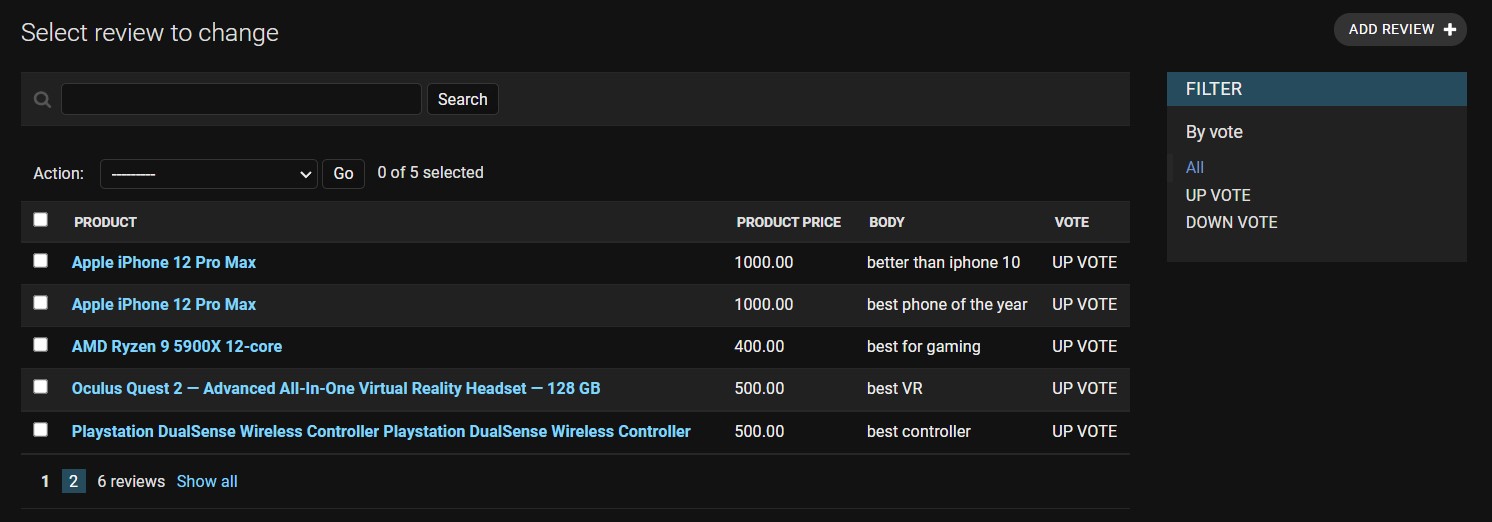 Select review to change
ADD REVIEW
Search
FILTER
By vote
All
UP VOTE
DOWN VOTE
Action: --------- Go 0 of 5 selected
PRODUCT PRODUCT PRICE BODY VOTE
Apple iPhone 12 Pro Max 1000.00 better than iphone 10 UP VOTE
Apple iPhone 12 Pro Max 1000.00 best phone of the year UP VOTE
AMD Ryzen 9 5900X 12-core 400.00 best for gaming UP VOTE
Oculus Quest 2 — Advanced All-In-One Virtual Reality Headset — 128 GB 500.00 best VR UP VOTE
Playstation DualSense Wireless Controller Playstation DualSense Wireless Controller 500.00 best controller UP VOTE
1 2 6 reviews Show all